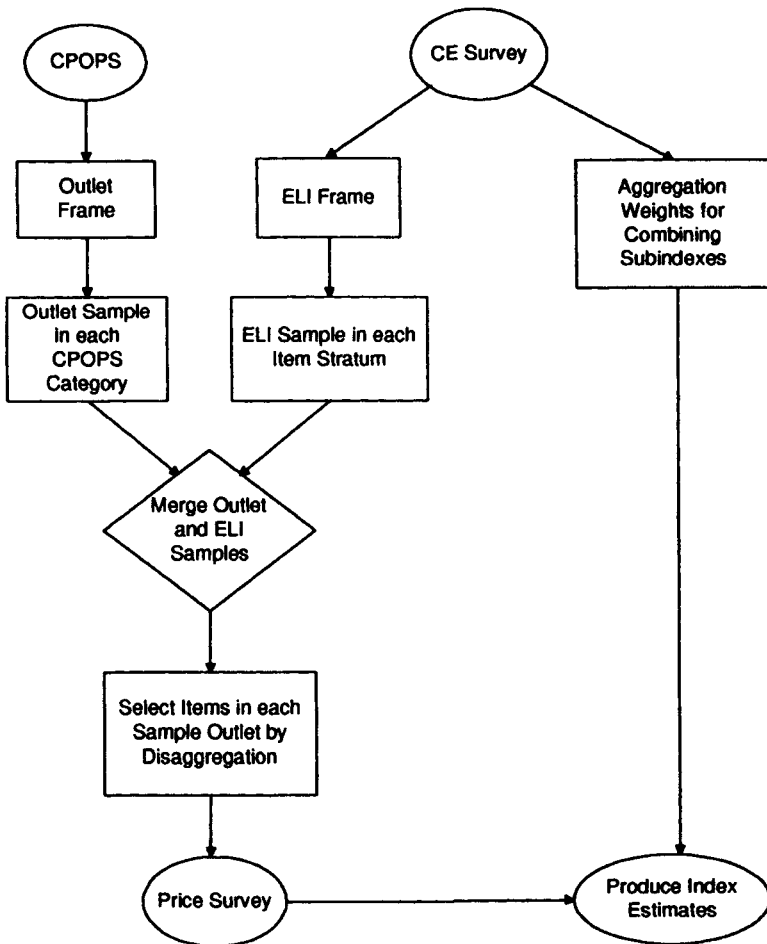 CPOPS
CE Survey
Outlet
Frame
ELI Frame
Aggregation
Weights for
Combining
Subindexes
Outlet Sample
in each
CPOPS
Category
ELI Sample in each
Item Stratum
Merge Outlet
and ELI
Samples
Select Items in each
Sample Outlet by
Disaggregation
Price Survey
Produce Index
Estimates